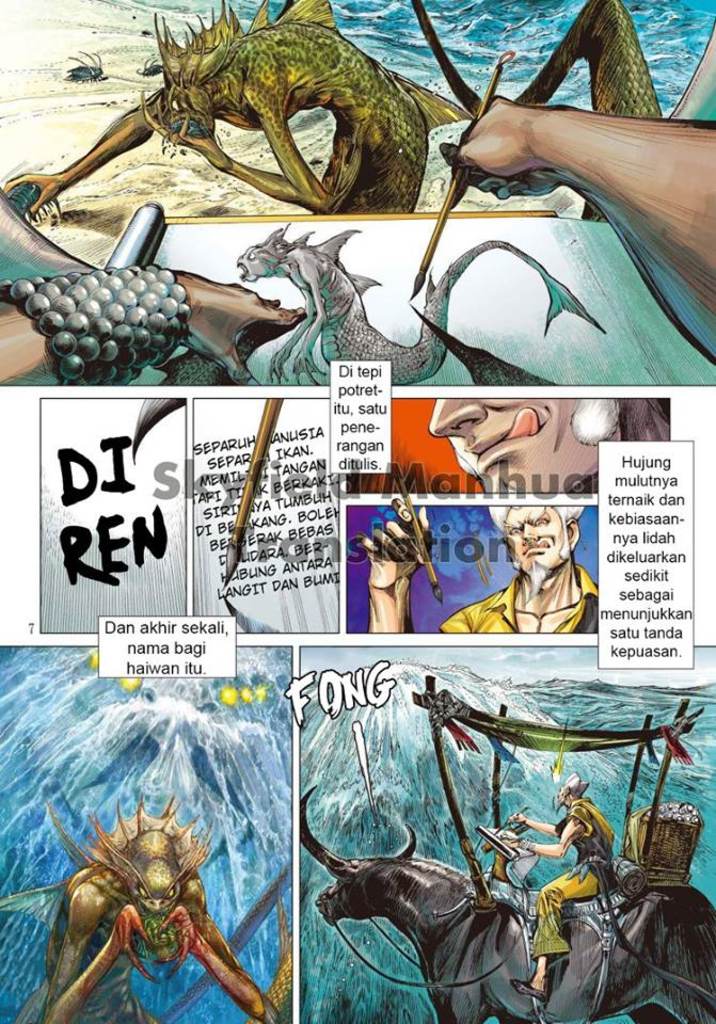 Di tepi
potret-
itu, satu
pene-
rangan
ditulis.
DI
REN
SEPARUH MANUSIA
SEPARUH IKAN.
MEMILIKI TANGAN
TAPI TIDAK BERKAKI.
SIRIPNYA TUMBUH
DI BELAKANG. BOLEH
BERGERAK BEBAS
DI UDARA. BER-
HUBUNG ANTARA
LANGIT DAN BUMI
Hujung
mulutnya
ternaik dan
kebiasaan-
nya lidah
dikeluarkan
sedikit
sebagai
menunjukkan
satu tanda
kepuasan.
Skyfield Manhua
Translation
7
Dan akhir sekali,
nama bagi
haiwan itu.
FONG
!